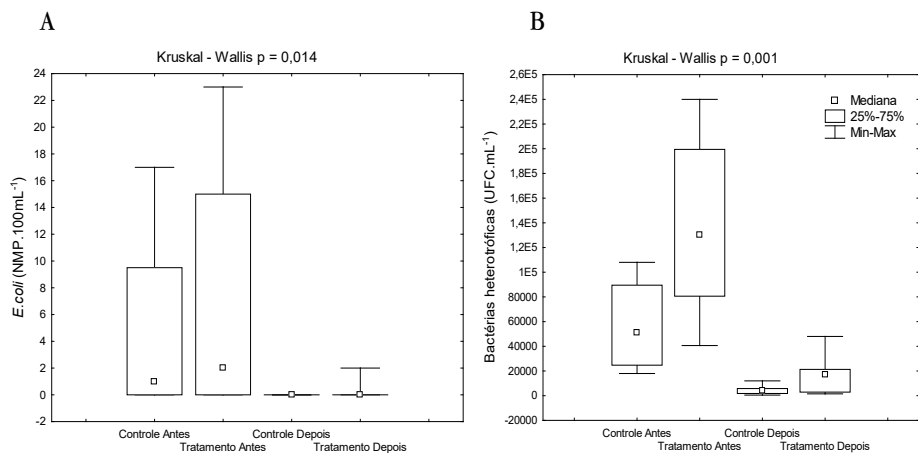 A
Kruskal - Wallis p = 0,014
24
22
20
18
16
14
12
10
8
6
4
2
0
-2
E.coli (NMP.100mL⁻¹)
Controle Antes
Tratamento Antes
Controle Depois
Tratamento Depois
B
Kruskal - Wallis p = 0,001
2,6E5
2,4E5
2,2E5
2E5
1,8E5
1,6E5
1,4E5
1,2E5
1E5
80000
60000
40000
20000
0
-20000
Bactérias heterotróficas (UFC.mL⁻¹)
Mediana
25%-75%
Min-Max
Controle Antes
Tratamento Antes
Controle Depois
Tratamento Depois